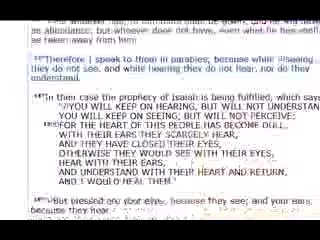 as abundance; but whoever does not have, even what he has shall
be taken away from him.
"Therefore I speak to them in parables; because while seeing
they do not see, and while hearing they do not hear, nor do they
understand.
"In their case the prophecy of Isaiah is being fulfilled, which says
'YOU WILL KEEP ON HEARING, BUT WILL NOT UNDERSTAN
YOU WILL KEEP ON SEEING, BUT WILL NOT PERCEIVE;
FOR THE HEART OF THIS PEOPLE HAS BECOME DULL,
WITH THEIR EARS THEY SCARCELY HEAR,
AND THEY HAVE CLOSED THEIR EYES,
OTHERWISE THEY WOULD SEE WITH THEIR EYES,
HEAR WITH THEIR EARS,
AND UNDERSTAND WITH THEIR HEART AND RETURN,
AND I WOULD HEAL THEM.'
"But blessed are your eyes, because they see; and your ears,
because they hear